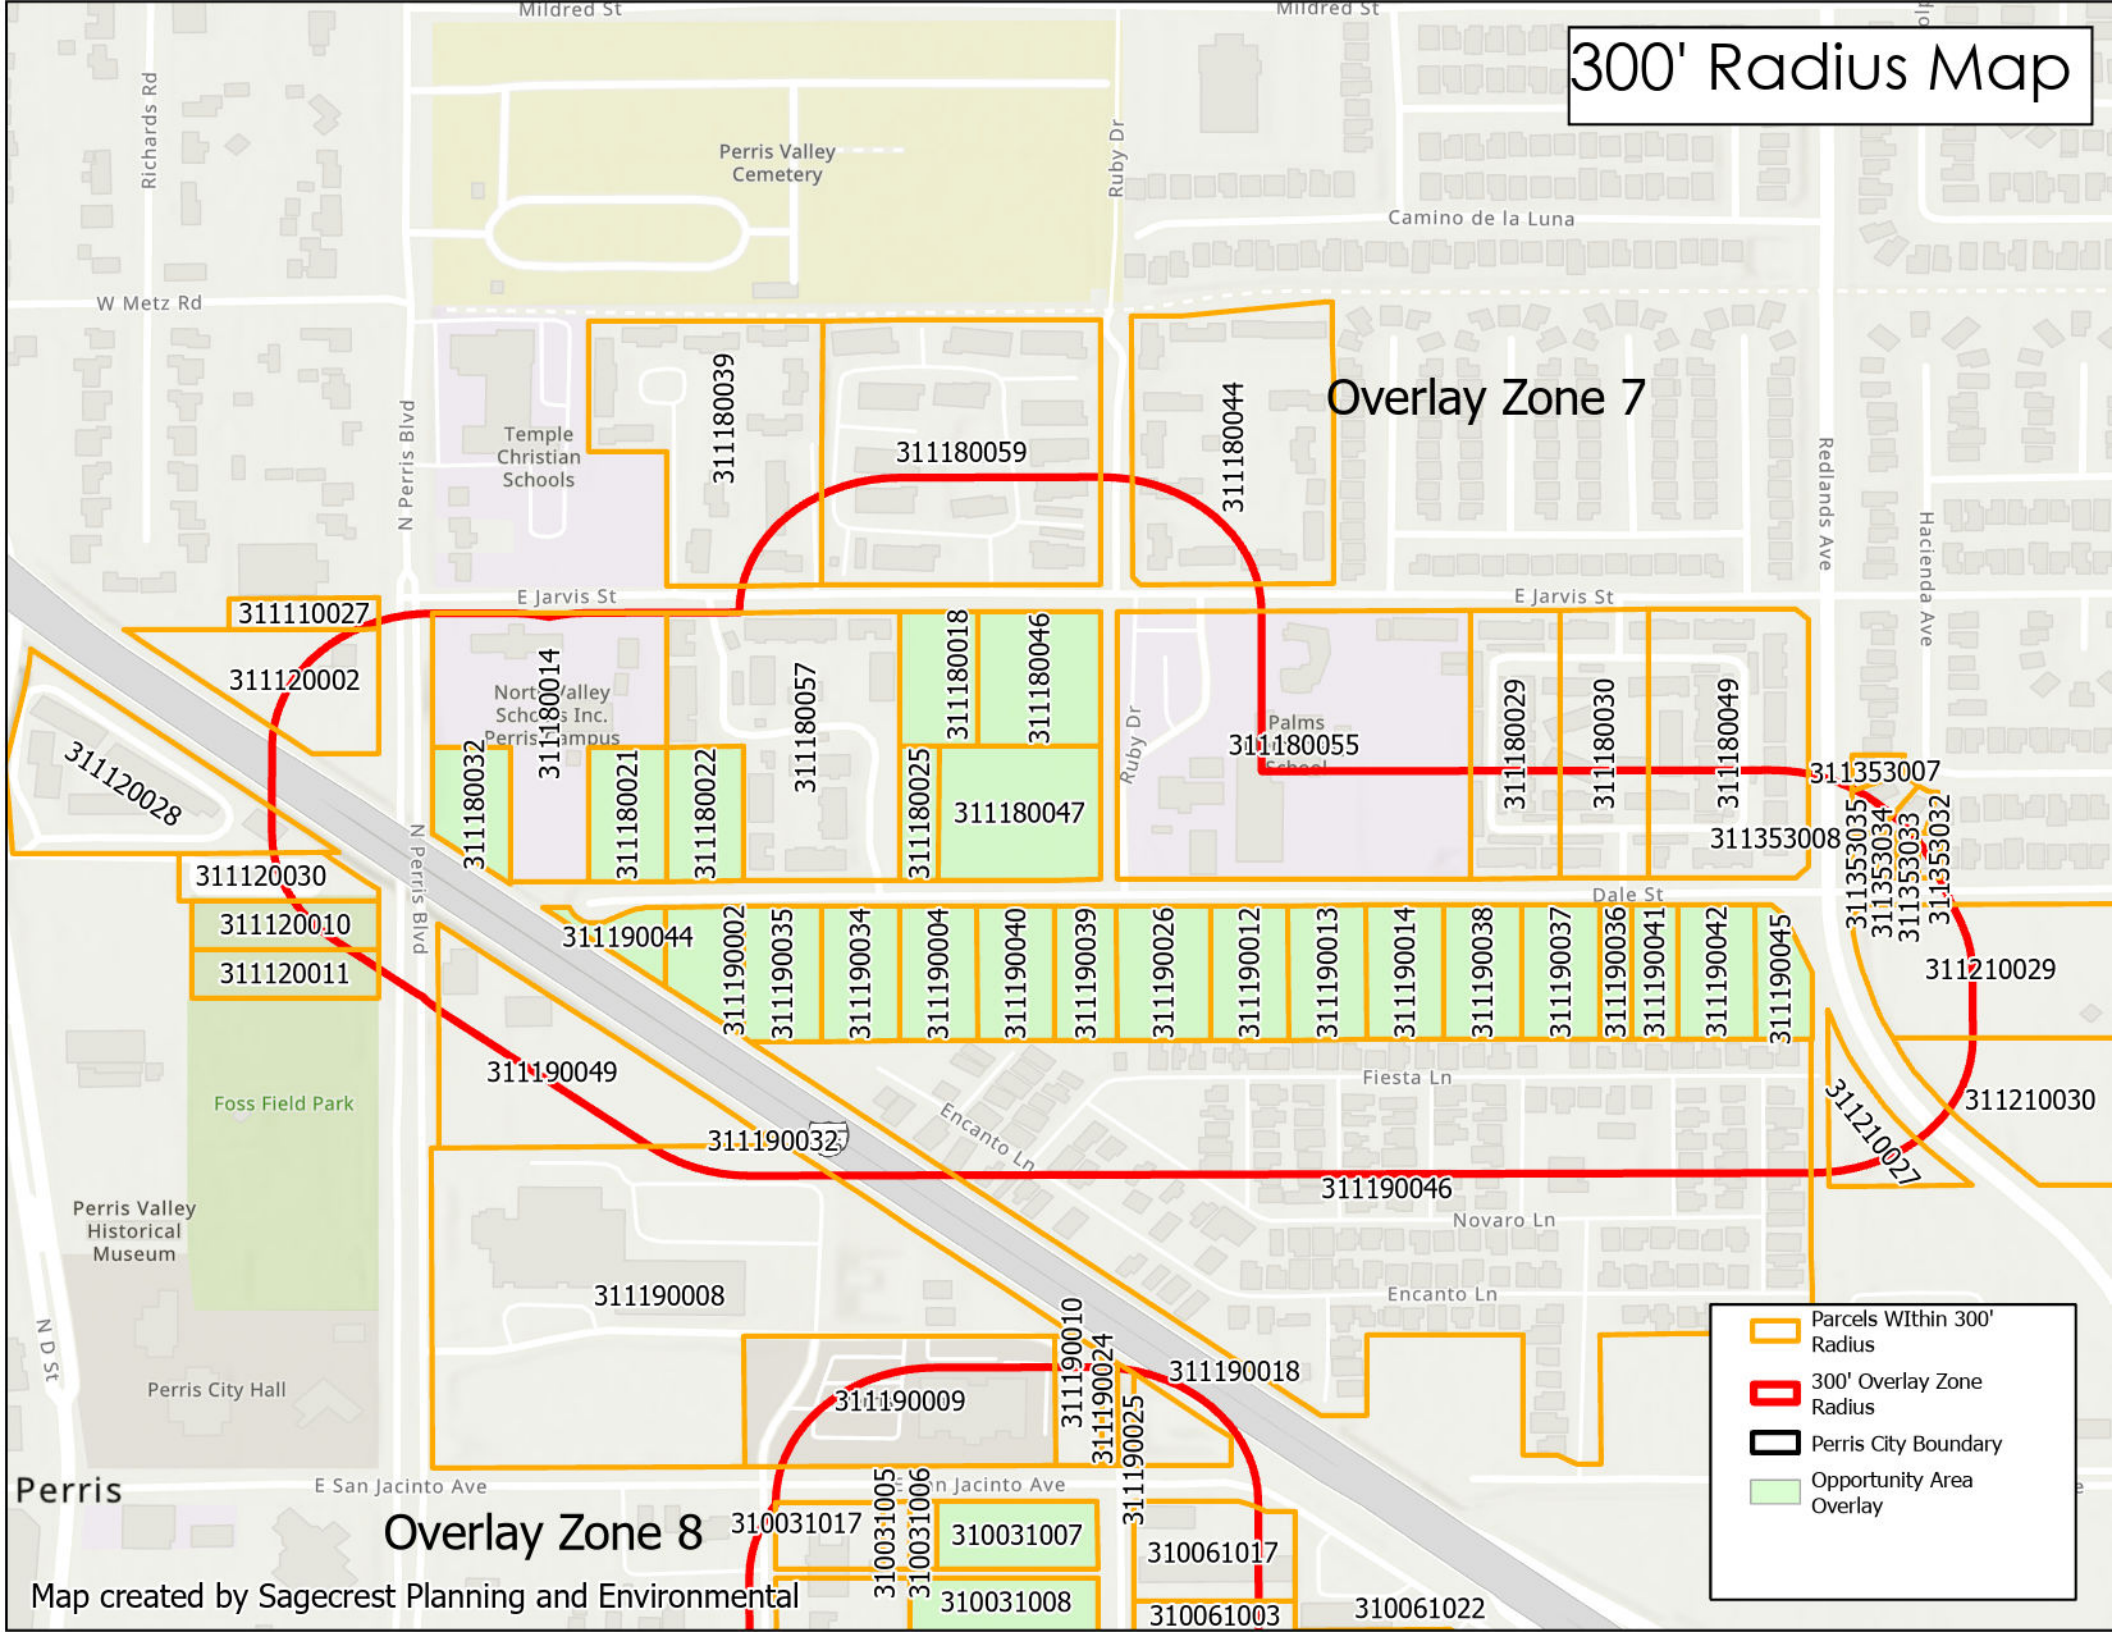 Mildred St
Mildred St
300' Radius Map
Richards Rd
Ruby Dr
Perris Valley
Cemetery
Camino de la Luna
W Metz Rd
311180039
311180044
Overlay Zone 7
N Perris Blvd
Temple
Christian
Schools
311180059
Redlands Ave
Hacienda Ave
E Jarvis St
E Jarvis St
311110027
311120002
311180014
311180057
311180018
311180046
311180029
311180030
311180049
Ruby Dr
Palms
311180055
School
311120028
311180032
311180021
311180022
311180025
311180047
311353007
311353008
311353035
311353034
311353033
311353032
N Perris Blvd
311120030
311120010
311120011
Dale St
311190044
311190002
311190035
311190034
311190004
311190040
311190039
311190026
311190012
311190013
311190014
311190038
311190037
311190036
311190041
311190042
311190045
311210029
311190049
Fiesta Ln
311210030
Foss Field Park
Encanto Ln
311190032
311210027
311190046
Perris Valley
Historical
Museum
Novaro Ln
311190008
Encanto Ln
N D St
311190010
311190024
311190018
Perris City Hall
311190009
311190025
Parcels WIthin 300'
Radius
300' Overlay Zone
Radius
Perris City Boundary
Opportunity Area
Overlay
Perris
E San Jacinto Ave
E San Jacinto Ave
Overlay Zone 8
310031017
310031005
310031006
310031007
310061017
Map created by Sagecrest Planning and Environmental
310031008
310061003
310061022